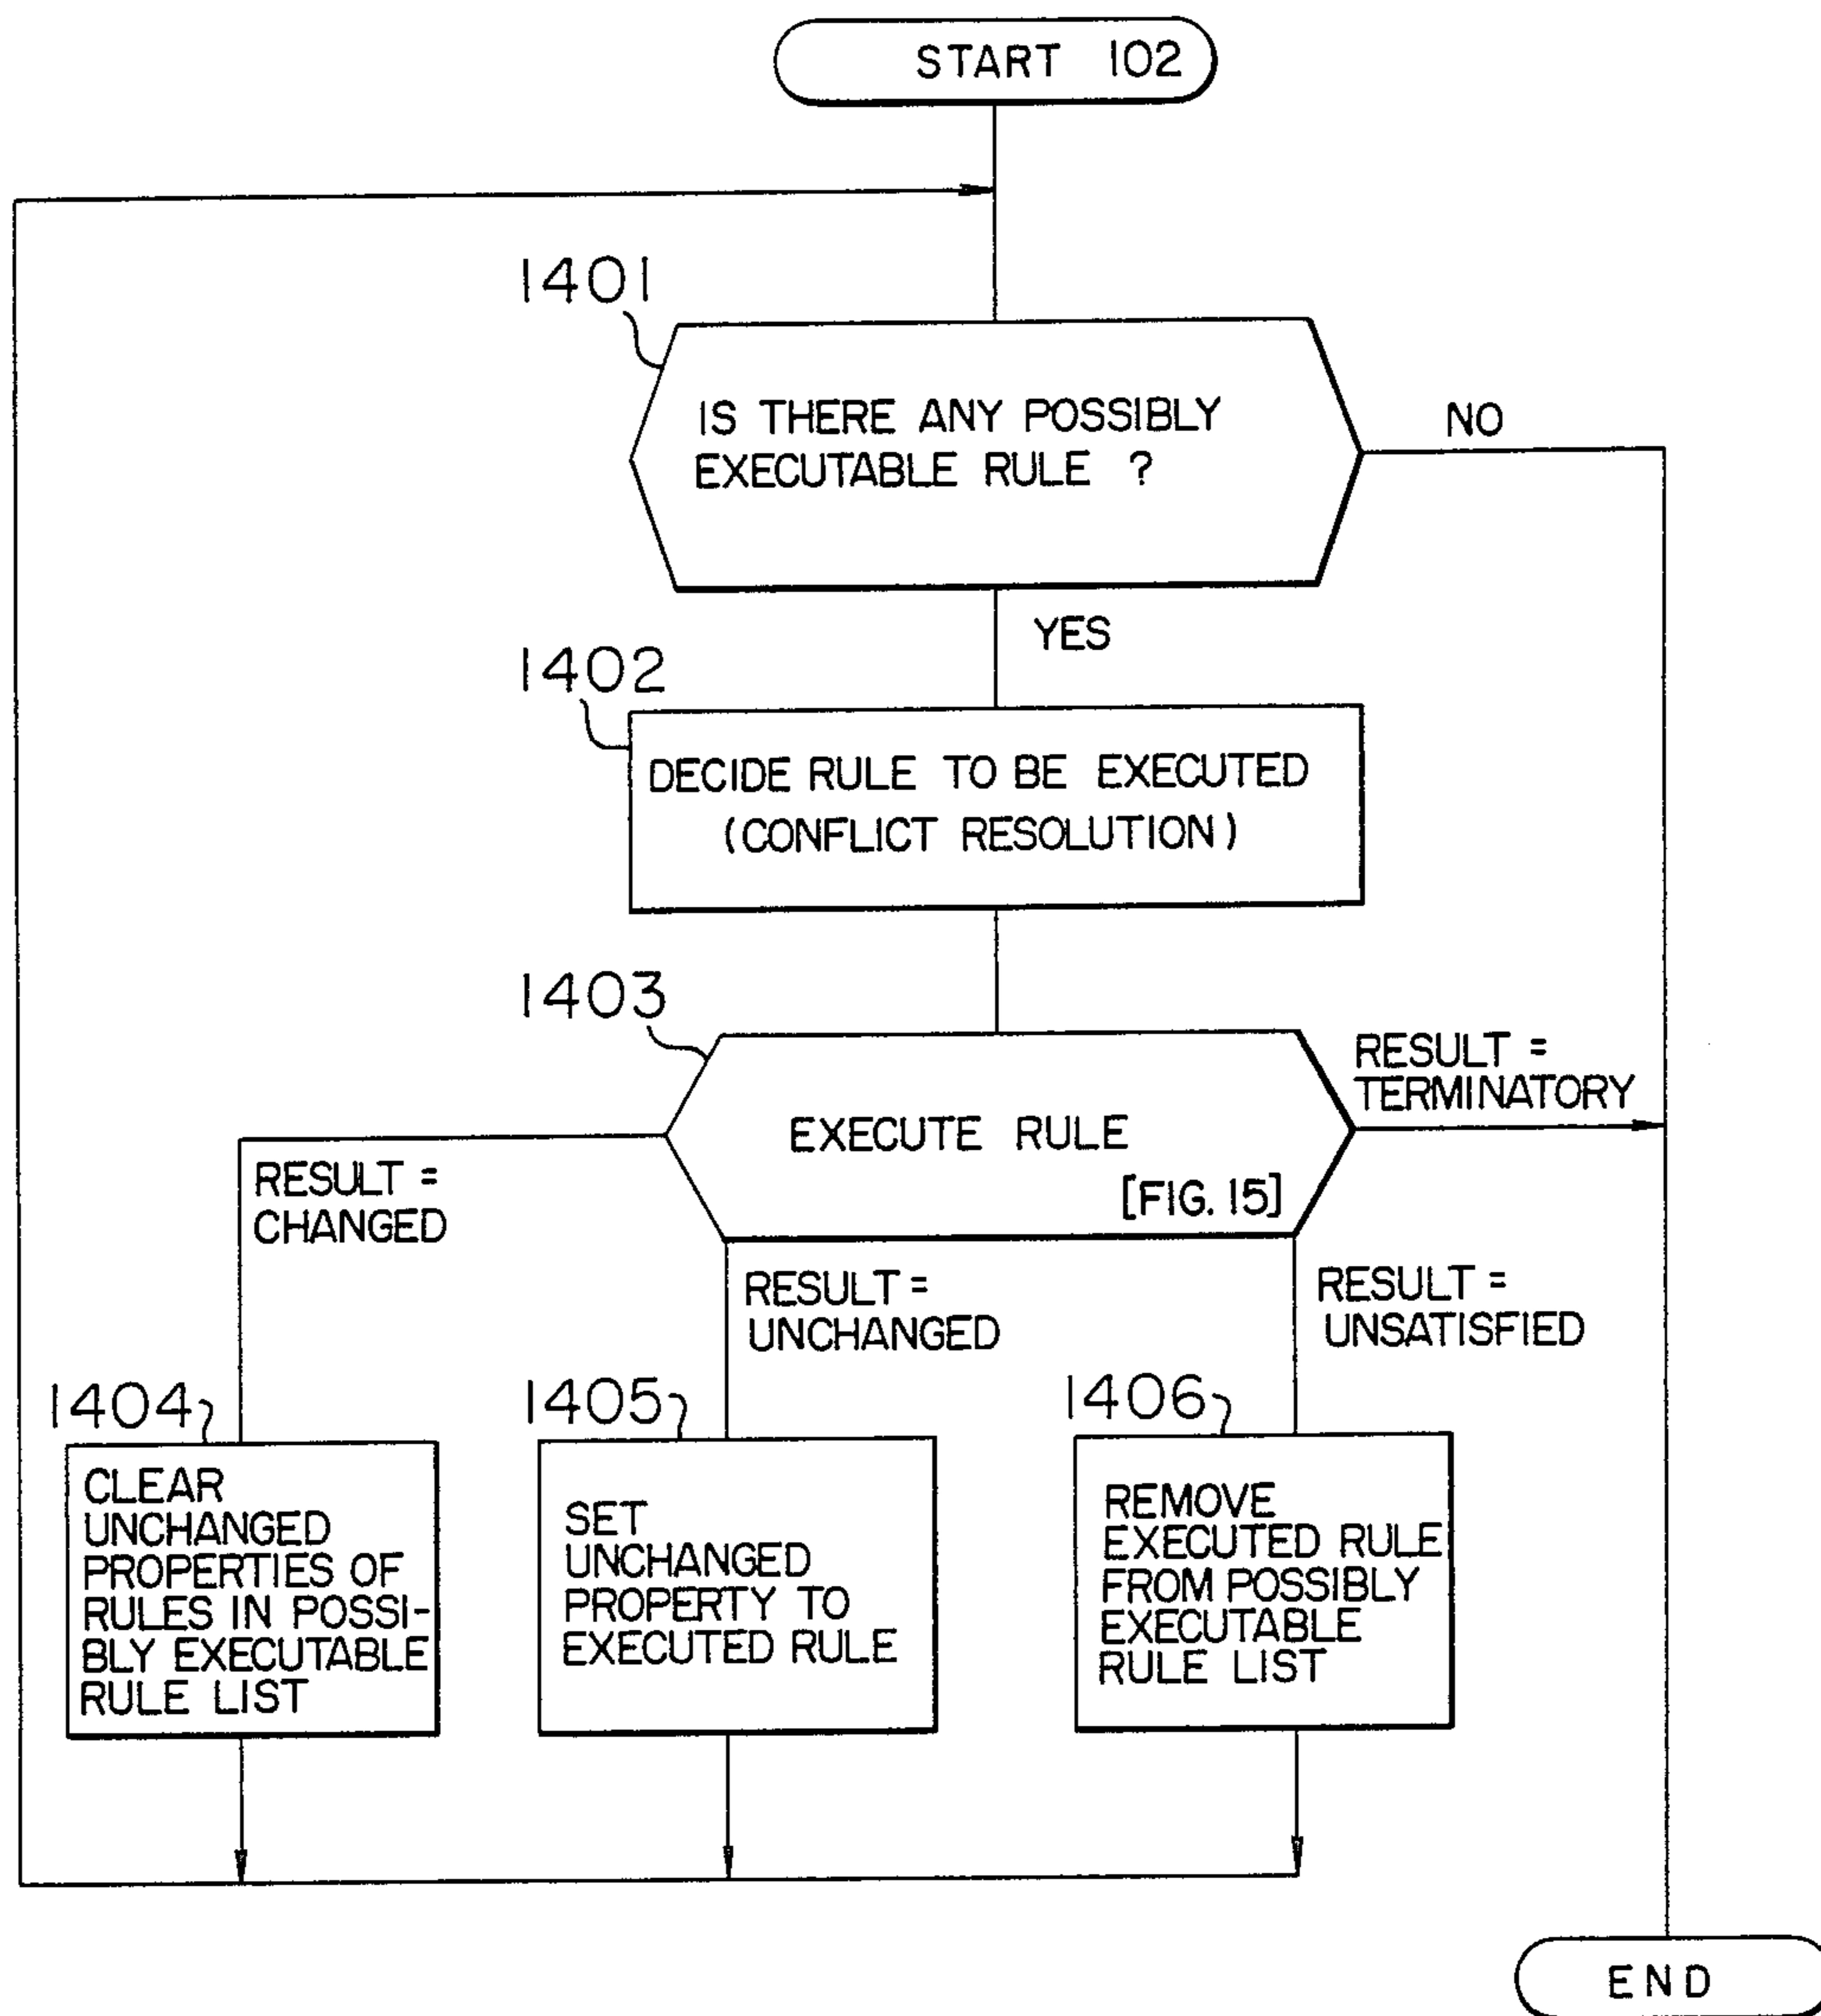 START 102
1401
IS THERE ANY POSSIBLY
EXECUTABLE RULE ?
NO
YES
1402
DECIDE RULE TO BE EXECUTED
(CONFLICT RESOLUTION)
1403
EXECUTE RULE
[FIG. 15]
RESULT =
TERMINATORY
RESULT =
CHANGED
RESULT =
UNCHANGED
RESULT =
UNSATISFIED
1404
CLEAR
UNCHANGED
PROPERTIES OF
RULES IN POSSI-
BLY EXECUTABLE
RULE LIST
1405
SET
UNCHANGED
PROPERTY TO
EXECUTED RULE
1406
REMOVE
EXECUTED RULE
FROM POSSIBLY
EXECUTABLE
RULE LIST
END